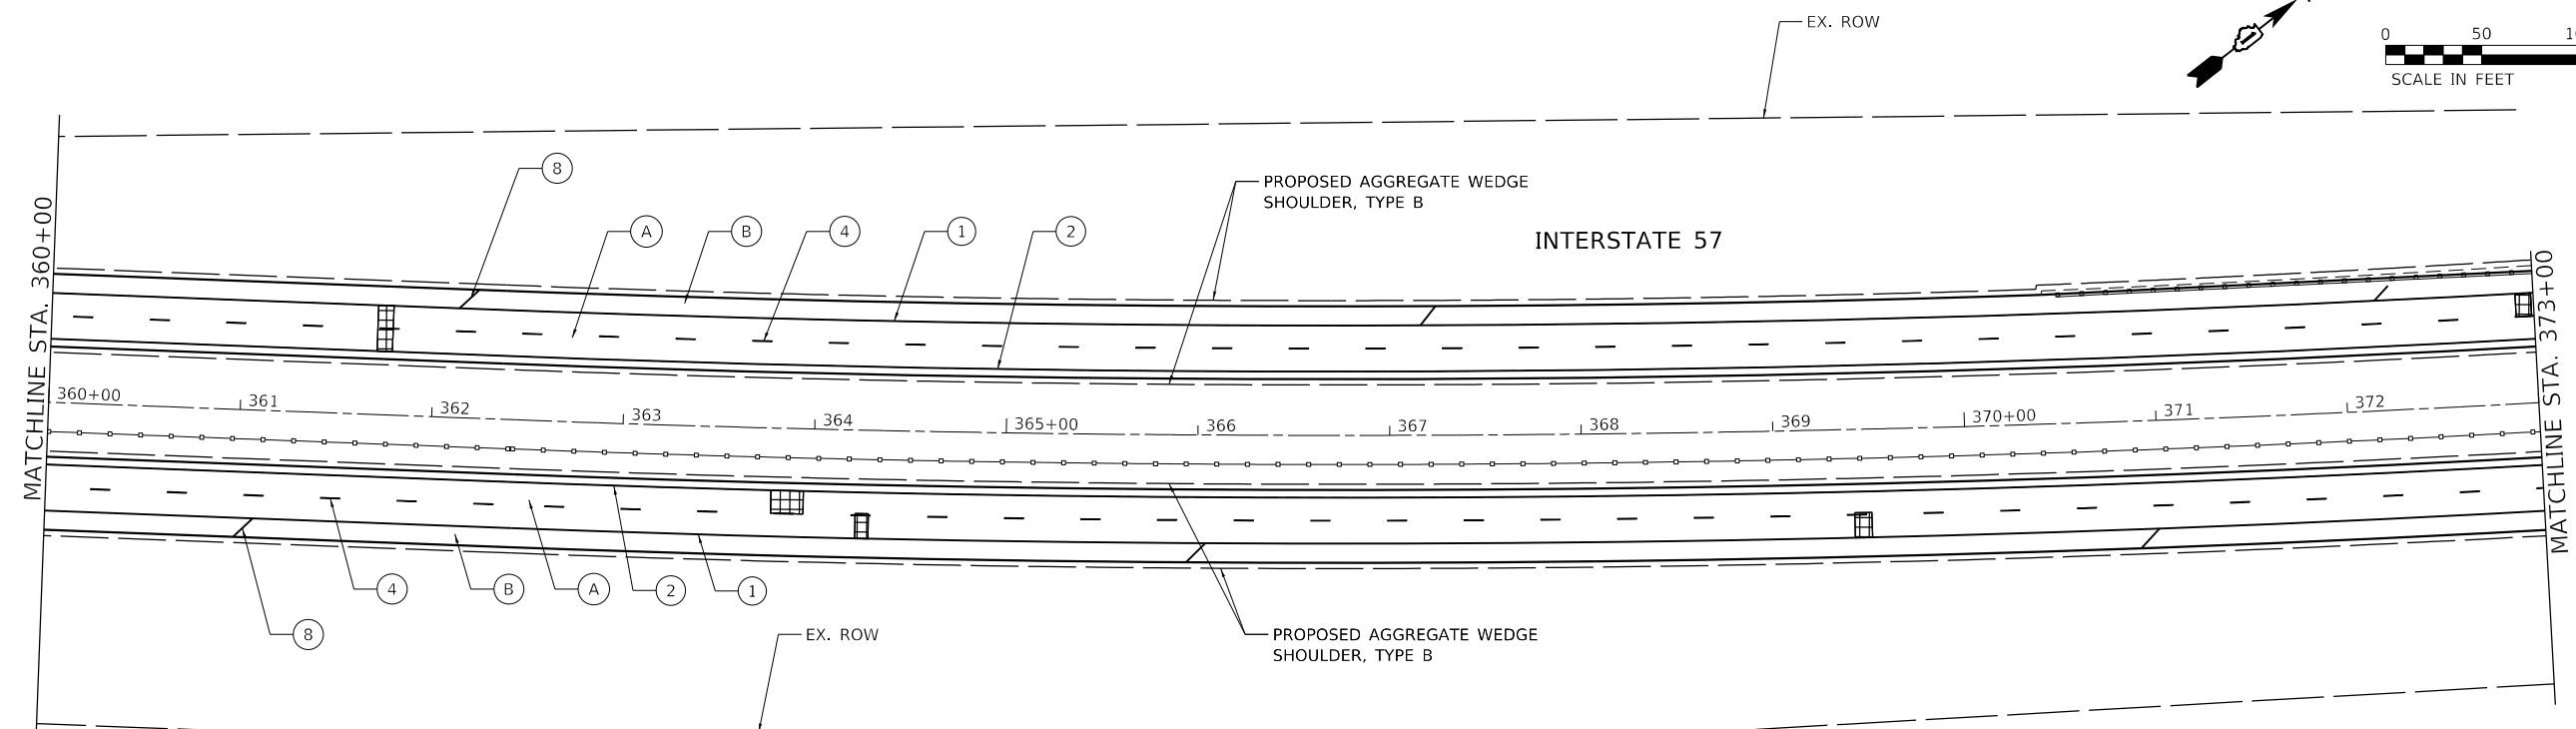 EX. ROW
0 50
SCALE IN FEET
8
A
B
4
1
2
PROPOSED AGGREGATE WEDGE
SHOULDER, TYPE B
INTERSTATE 57
MATCHLINE STA. 360+00
MATCHLINE STA. 373+00
360+00
361
362
363
364
365+00
366
367
368
369
370+00
371
372
4
B
A
2
1
8
EX. ROW
PROPOSED AGGREGATE WEDGE
SHOULDER, TYPE B